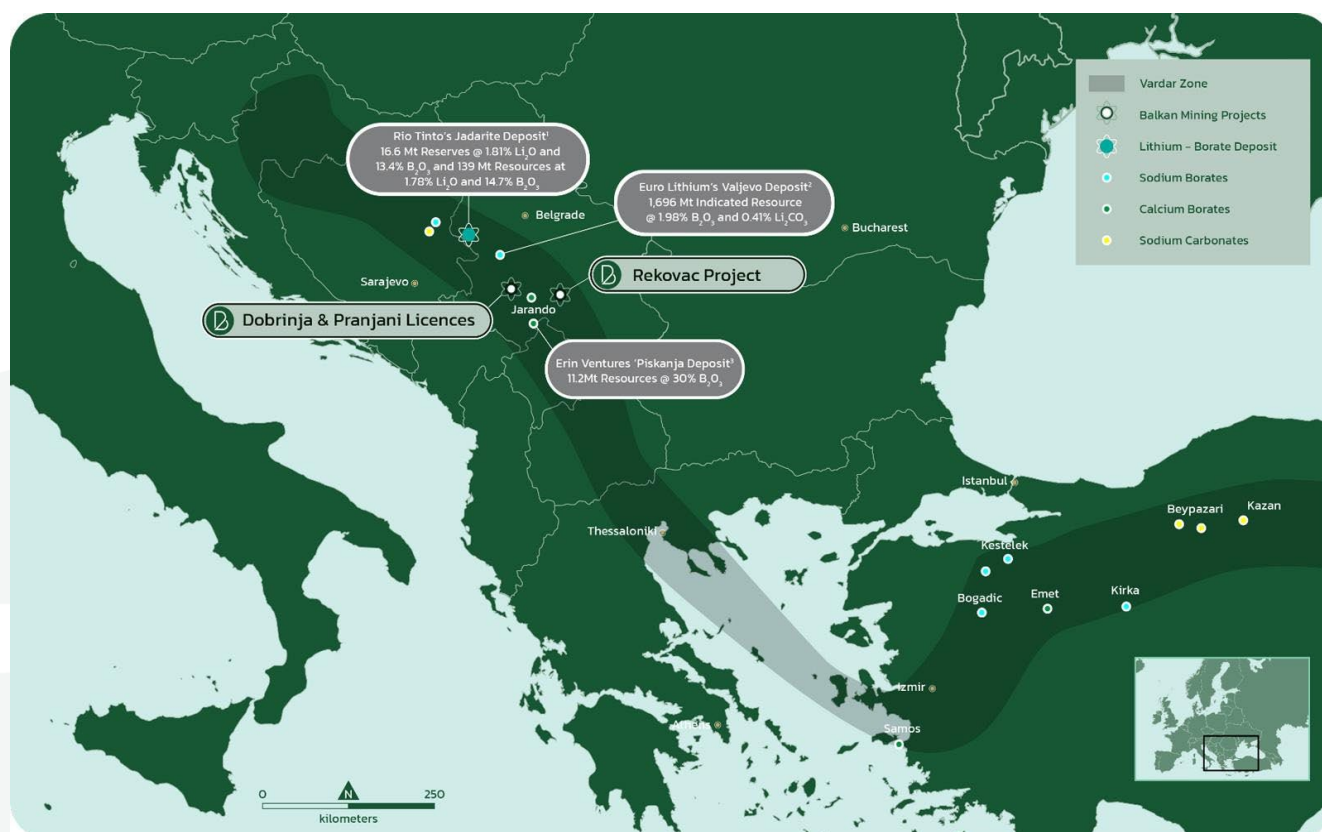 Vardar Zone
Balkan Mining Projects
Lithium - Borate Deposit
Sodium Borates
Calcium Borates
Sodium Carbonates
Rio Tinto's Jadarite Deposit¹
16.6 Mt Reserves @ 1.81% Li₂O and
13.4% B₂O₃ and 139 Mt Resources at
1.78% Li₂O and 14.7% B₂O₃
Euro Lithium's Valjevo Deposit²
1,696 Mt Indicated Resource
@ 1.98% B₂O₃ and 0.41% Li₂CO₃
Belgrade
Bucharest
Sarajevo
Rekovac Project
Dobrinja & Pranjani Licences
Jarando
Erin Ventures 'Piskanja Deposit³
11.2Mt Resources @ 30% B₂O₃
Istanbul
Beypazari
Kazan
Thessaloniki
Kestelek
Bogadic
Emet
Kirka
Izmir
Athens
Samos
0
N
250
kilometers